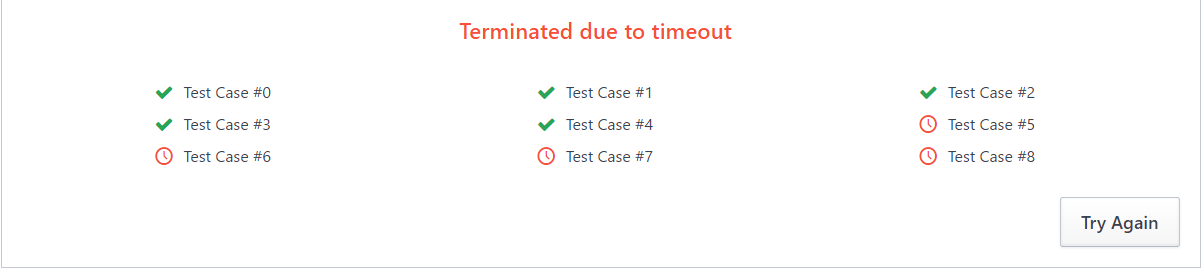 Terminated due to timeout
Test Case #0
Test Case #1
Test Case #2
Test Case #3
Test Case #4
Test Case #5
Test Case #6
Test Case #7
Test Case #8
Try Again